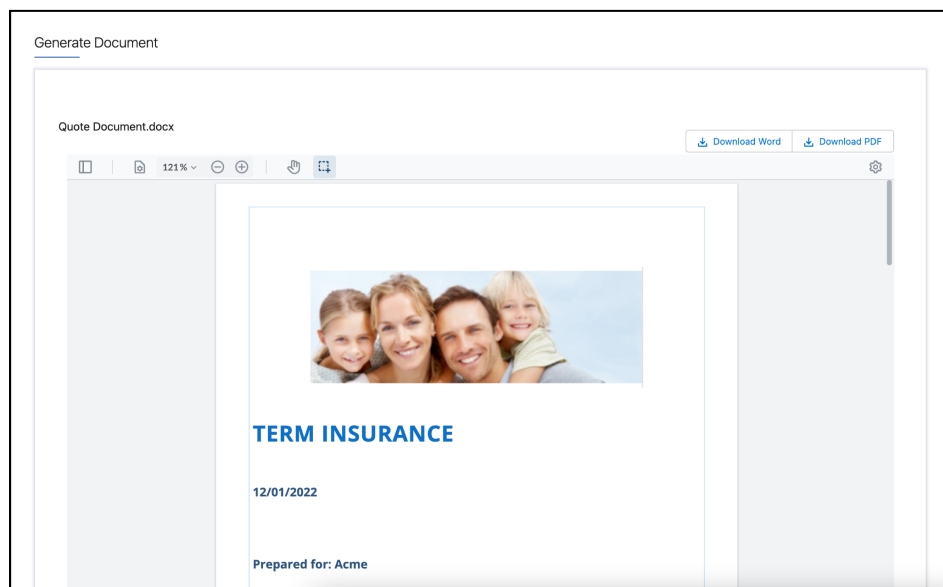 Generate Document
Quote Document.docx
Download Word
Download PDF
121%
TERM INSURANCE
12/01/2022
Prepared for: Acme